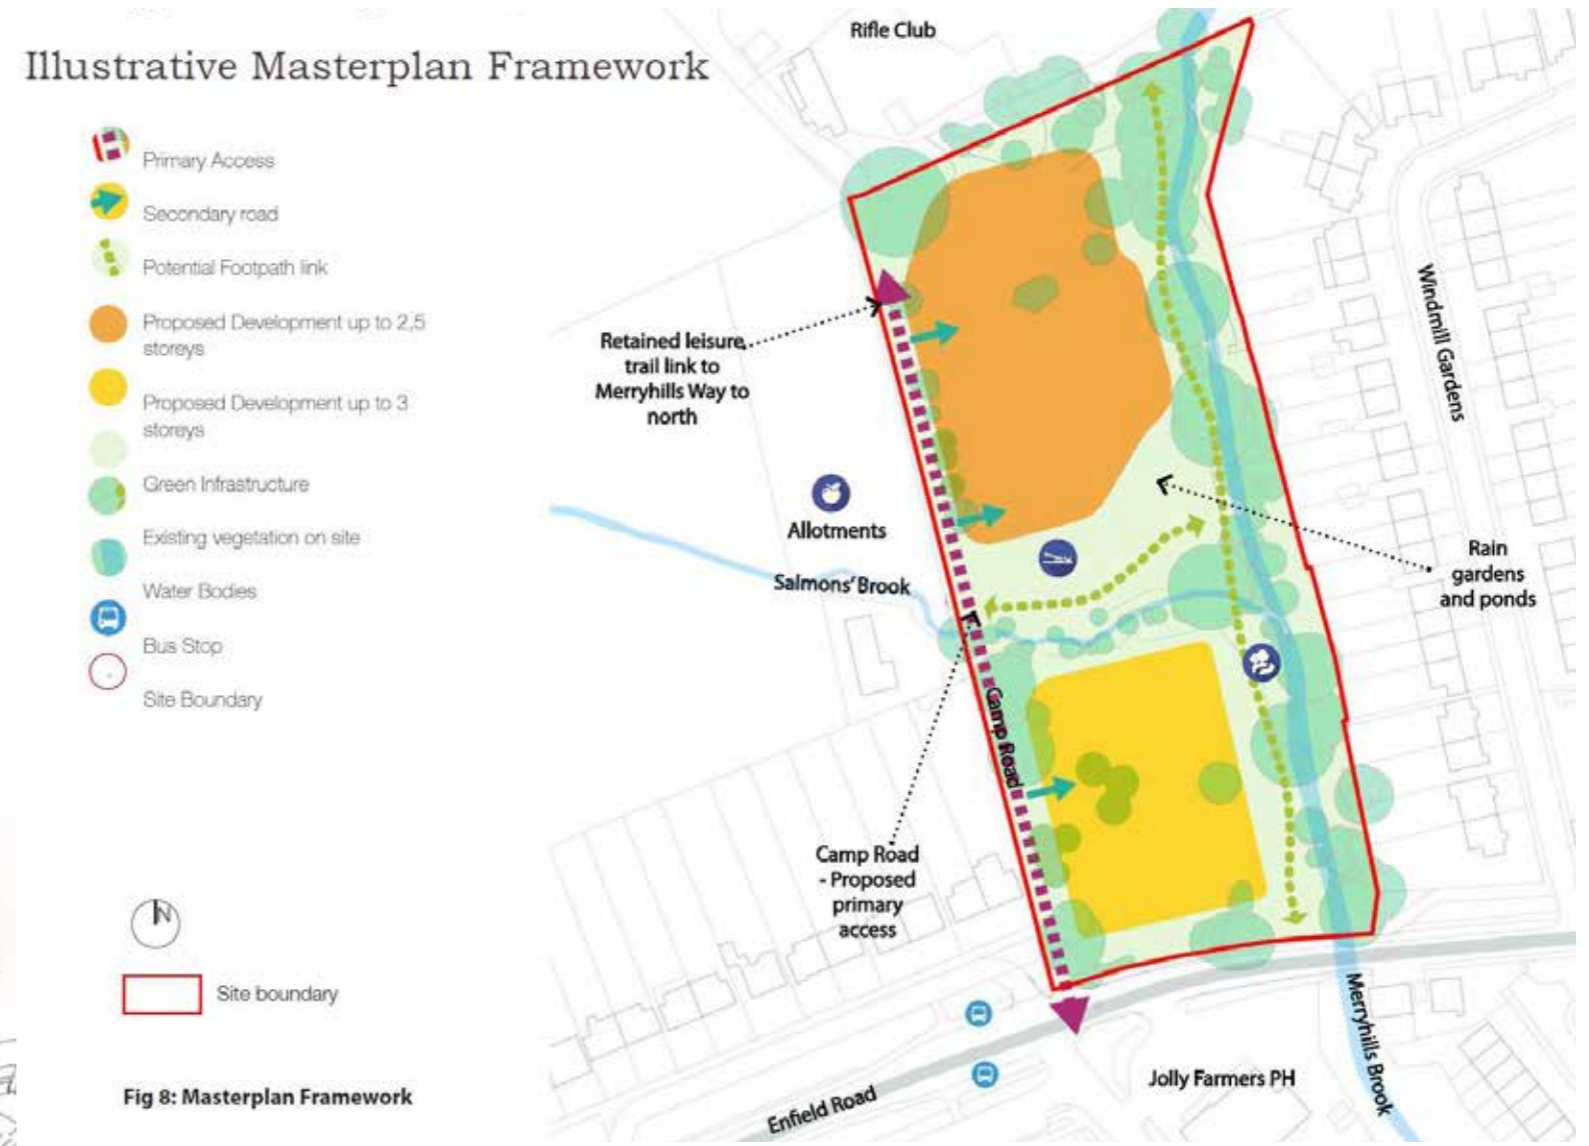 Illustrative Masterplan Framework
Primary Access
Secondary road
Potential Footpath link
Proposed Development up to 2,5
storeys
Proposed Development up to 3
storeys
Green Infrastructure
Existing vegetation on site
Water Bodies
Bus Stop
Site Boundary
N
Site boundary
Fig 8: Masterplan Framework
Rifle Club
Retained leisure
trail link to
Merryhills Way to
north
Windmill Gardens
Allotments
Salmons' Brook
Rain
gardens
and ponds
Camp Road
Camp Road
- Proposed
primary
access
Enfield Road
Jolly Farmers PH
Merryhills Brook